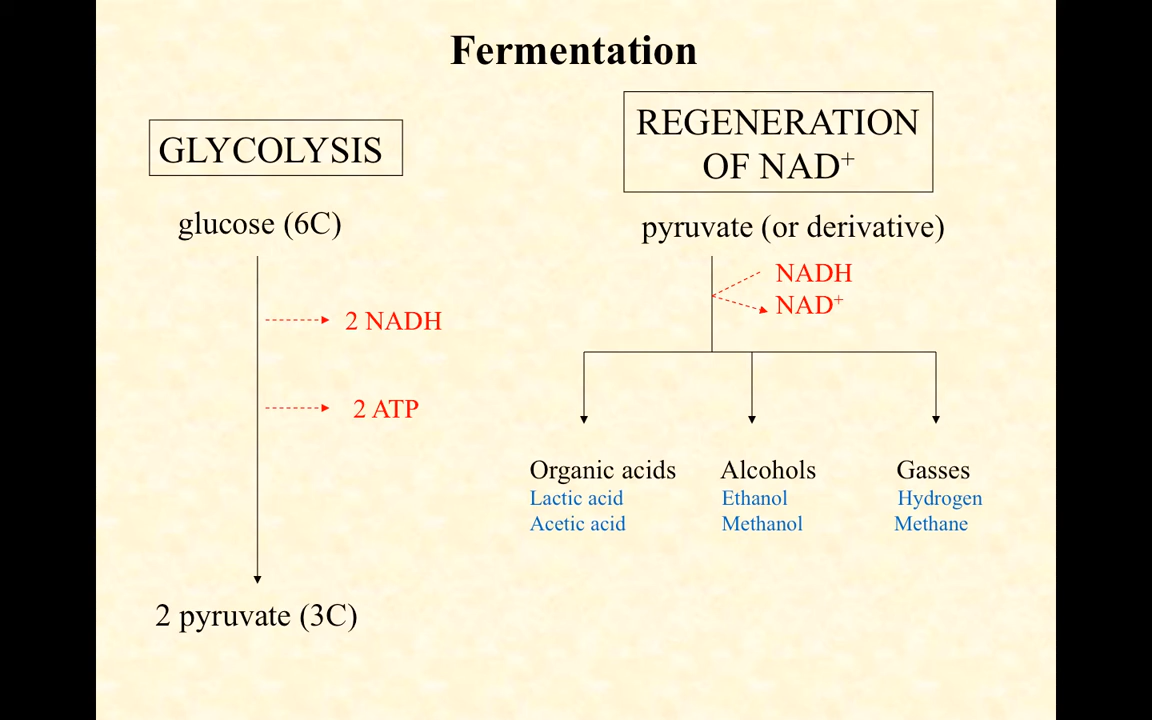 Fermentation
GLYCOLYSIS
glucose (6C)
2 NADH
2 ATP
2 pyruvate (3C)
REGENERATION
OF NAD⁺
pyruvate (or derivative)
NADH
NAD⁺
Organic acids
Lactic acid
Acetic acid
Alcohols
Ethanol
Methanol
Gasses
Hydrogen
Methane